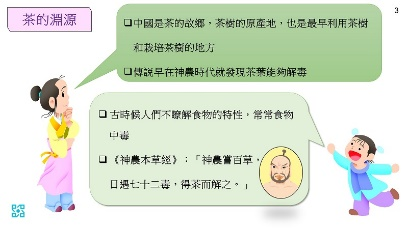 茶的淵源
3
❑中國是茶的故鄉，茶樹的原產地，也是最早利用茶樹
和栽培茶樹的地方
❑傳說早在神農時代就發現茶葉能夠解毒
❑古時候人們不瞭解食物的特性，常常食物
中毒
❑《神農本草經》：「神農嘗百草，
日遇七十二毒，得茶而解之。」